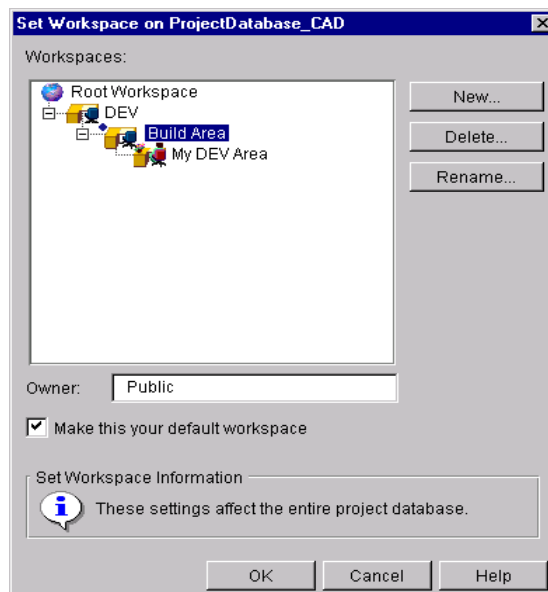 Set Workspace on ProjectDatabase_CAD
Workspaces:
Root Workspace
DEV
Build Area
My DEV Area
New...
Delete...
Rename...
Owner: Public
Make this your default workspace
Set Workspace Information
These settings affect the entire project database.
OK Cancel Help